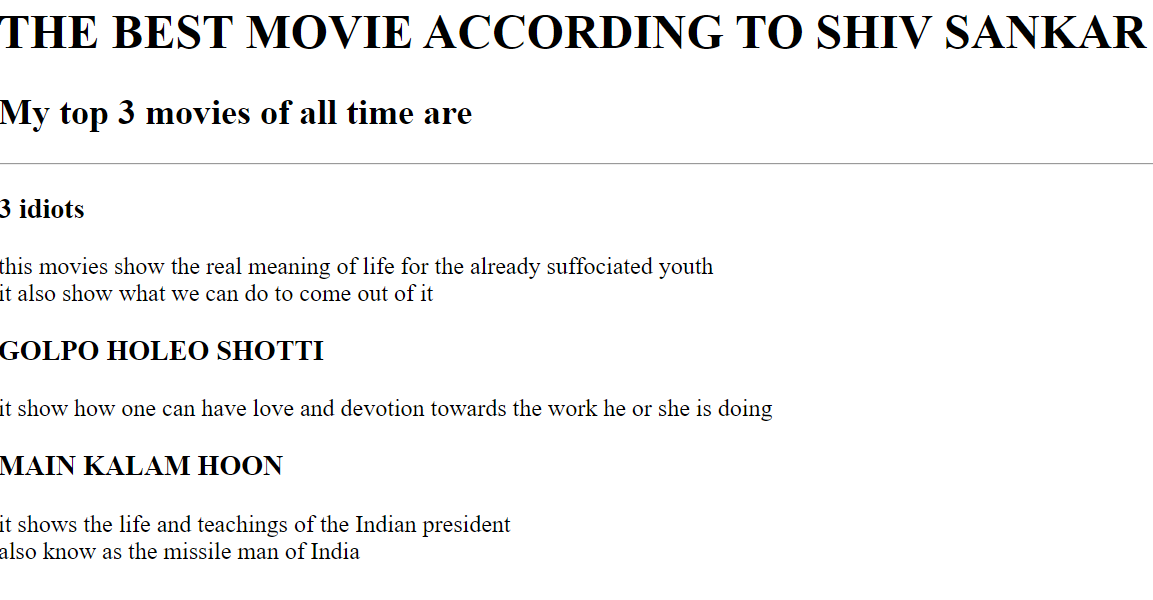 THE BEST MOVIE ACCORDING TO SHIV SANKAR
My top 3 movies of all time are
3 idiots
this movies show the real meaning of life for the already suffociated youth
it also show what we can do to come out of it
GOLPO HOLEO SHOTTI
it show how one can have love and devotion towards the work he or she is doing
MAIN KALAM HOON
it shows the life and teachings of the Indian president
also know as the missile man of India